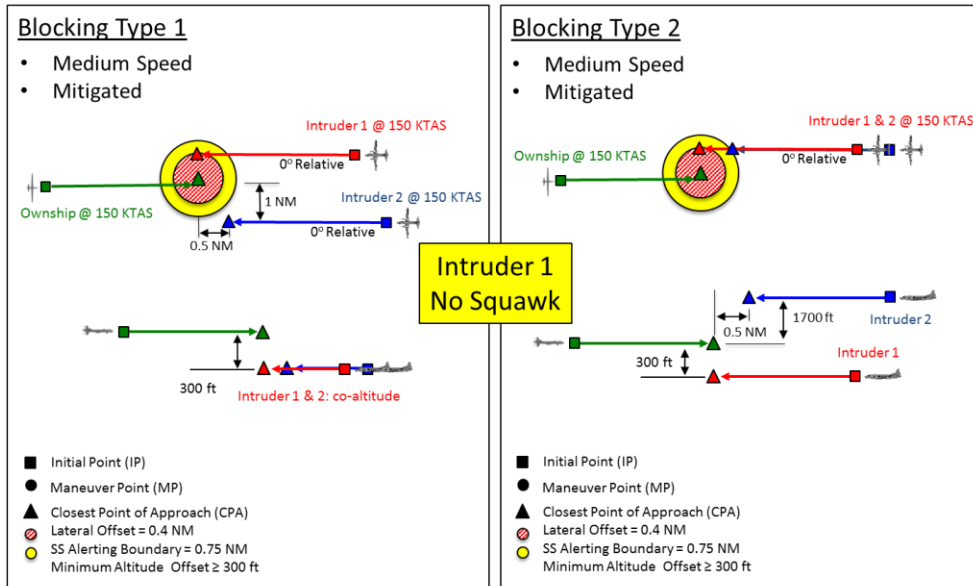 Blocking Type 1
• Medium Speed
• Mitigated
Intruder 1 @ 150 KTAS
0° Relative
Ownship @ 150 KTAS
1 NM
Intruder 2 @ 150 KTAS
0° Relative
0.5 NM
300 ft
Intruder 1 & 2: co-altitude
Initial Point (IP)
Maneuver Point (MP)
Closest Point of Approach (CPA)
Lateral Offset = 0.4 NM
SS Alerting Boundary = 0.75 NM
Minimum Altitude Offset ≥ 300 ft
Intruder 1
No Squawk
Blocking Type 2
• Medium Speed
• Mitigated
Intruder 1 & 2 @ 150 KTAS
0° Relative
Ownship @ 150 KTAS
0.5 NM
1700 ft
Intruder 2
300 ft
Intruder 1
Initial Point (IP)
Maneuver Point (MP)
Closest Point of Approach (CPA)
Lateral Offset = 0.4 NM
SS Alerting Boundary = 0.75 NM
Minimum Altitude Offset ≥ 300 ft